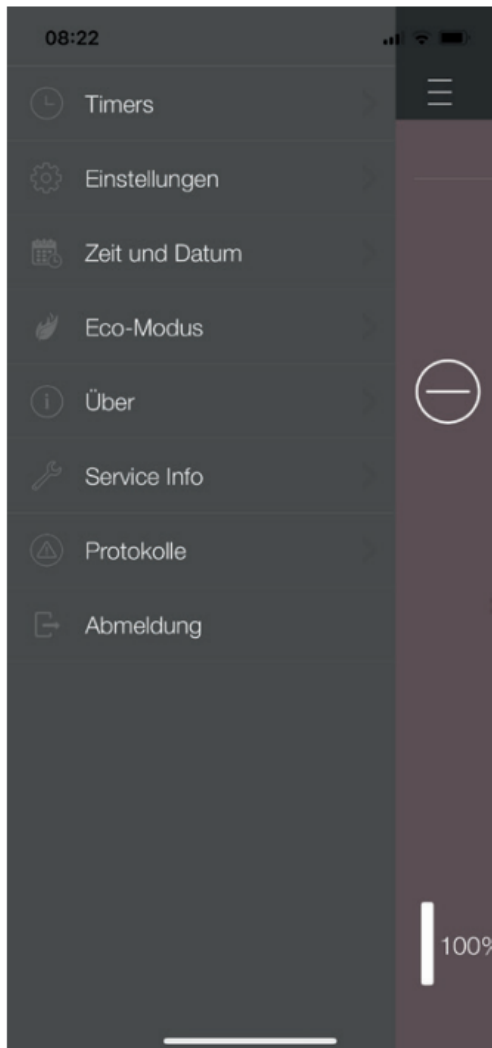 08:22
Timers
Einstellungen
Zeit und Datum
Eco-Modus
Über
Service Info
Protokolle
Abmeldung
100%